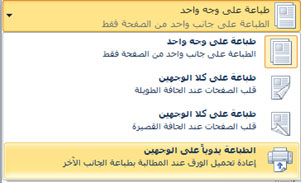 طباعة على وجه واحد
الطباعة على جانب واحد من الصفحة فقط
طباعة على وجه واحد
الطباعة على جانب واحد من الصفحة فقط
طباعة على كلا الوجهين
قلب الصفحات عند الحافة الطويلة
طباعة على كلا الوجهين
قلب الصفحات عند الحافة القصيرة
الطباعة يدوياً على الوجهين
إعادة تحميل الورق عند المطالبة بطباعة الجانب الآخر